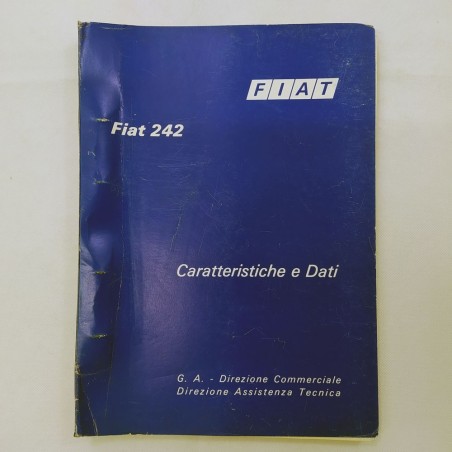 FIAT
Fiat 242
Caratteristiche e Dati
G. A. - Direzione Commerciale
Direzione Assistenza Tecnica